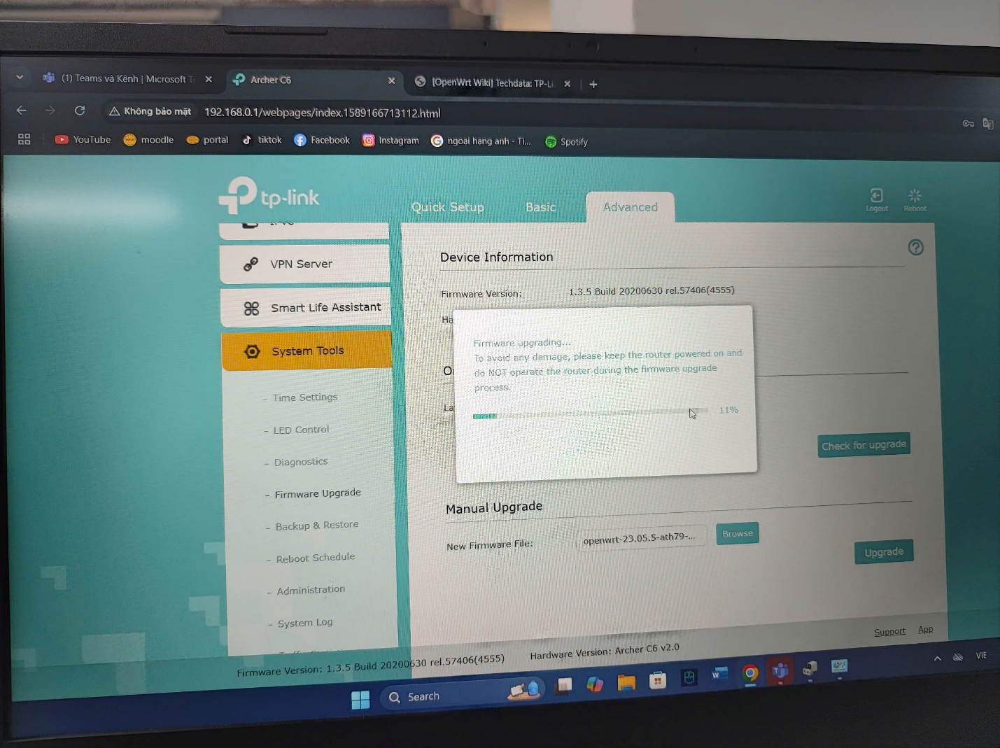 (1) Teams và Kênh | Microsoft T
Archer C6
[OpenWrt Wiki] Techdata: TP-Li
Không bảo mật
192.168.0.1/webpages/index.1589166713112.html
YouTube
moodle
portal
tiktok
Facebook
Instagram
ngoại hạng anh - Tì...
Spotify
tp-link
Quick Setup
Basic
Advanced
Logout
Reboot
VPN Server
Smart Life Assistant
System Tools
- Time Settings
- LED Control
- Diagnostics
- Firmware Upgrade
- Backup & Restore
- Reboot Schedule
- Administration
- System Log
Device Information
Firmware Version: 1.3.5 Build 20200630 rel.57406(4555)
Ha
Firmware upgrading...
To avoid any damage, please keep the router powered on and
do NOT operate the router during the firmware upgrade
process.
11%
La
Check for upgrade
Manual Upgrade
New Firmware File:
openwrt-23.05.5-ath79-...
Browse
Upgrade
Support
App
Firmware Version: 1.3.5 Build 20200630 rel.57406(4555)
Hardware Version: Archer C6 v2.0
Search
VIE